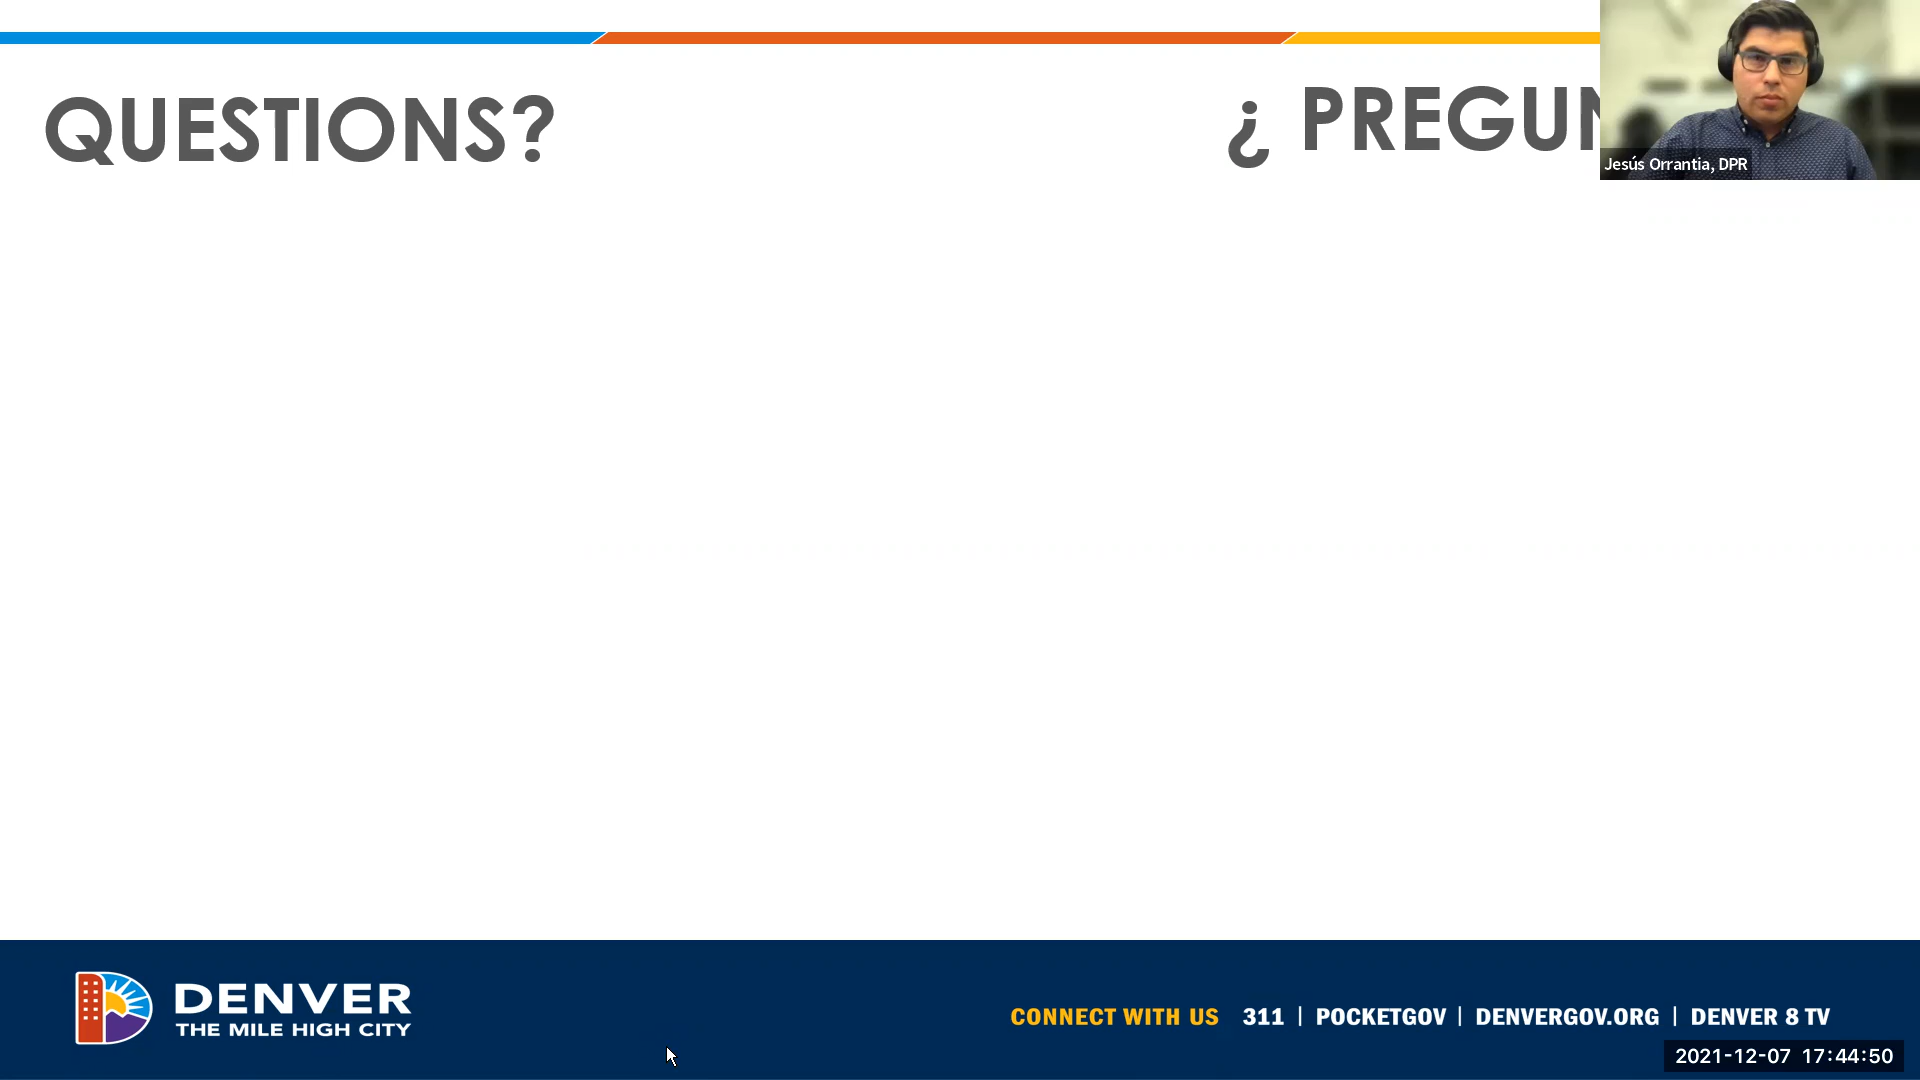 QUESTIONS?
¿ PREGUN
Jesús Orrantia, DPR
DENVER
THE MILE HIGH CITY
CONNECT WITH US 311 | POCKETGOV | DENVERGOV.ORG | DENVER 8 TV
2021-12-07 17:44:50